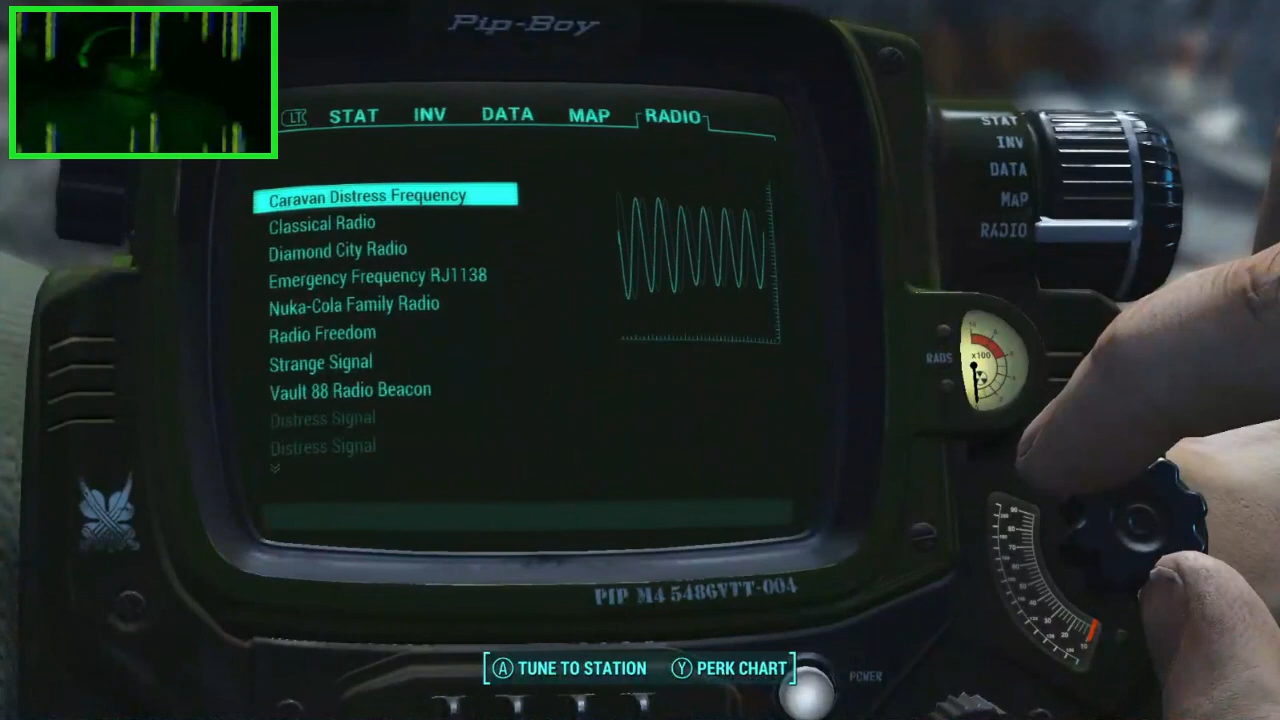 Pip-Boy
LT STAT INV DATA MAP RADIO
Caravan Distress Frequency
Classical Radio
Diamond City Radio
Emergency Frequency RJ1138
Nuka-Cola Family Radio
Radio Freedom
Strange Signal
Vault 88 Radio Beacon
Distress Signal
Distress Signal
STAT
INV
DATA
MAP
RADIO
RADS
x100
PIP M4 5486VTT-004
A TUNE TO STATION Y PERK CHART
POWER